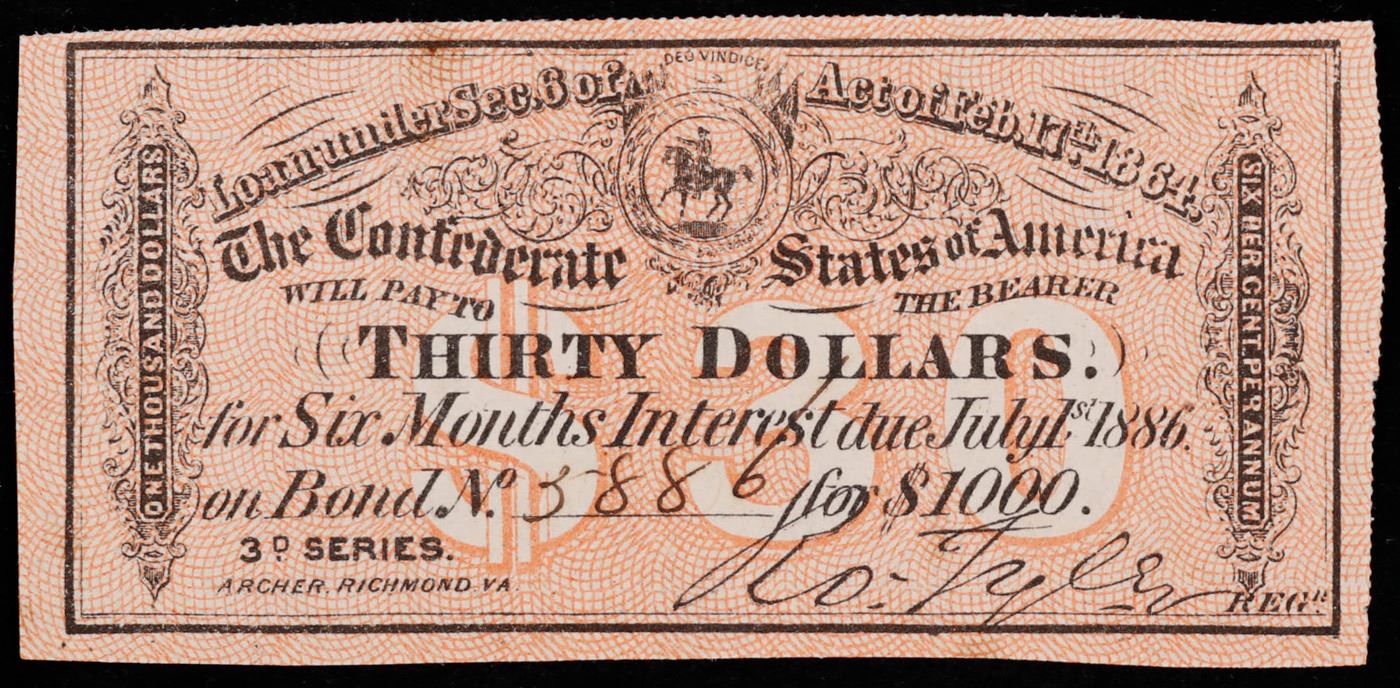 DEO VINDICE
Loan under Sec. 6 of Act of Feb. 17th 1864.
The Confederate States of America
WILL PAY TO THE BEARER
THIRTY DOLLARS.
$30
for Six Months Interest due July 1st 1886.
on Bond No. 5886 for $1000.
3D SERIES.
ARCHER, RICHMOND VA.
Ro. Tyler REGR.
ONE THOUSAND DOLLARS
SIX PER CENT. PER ANNUM